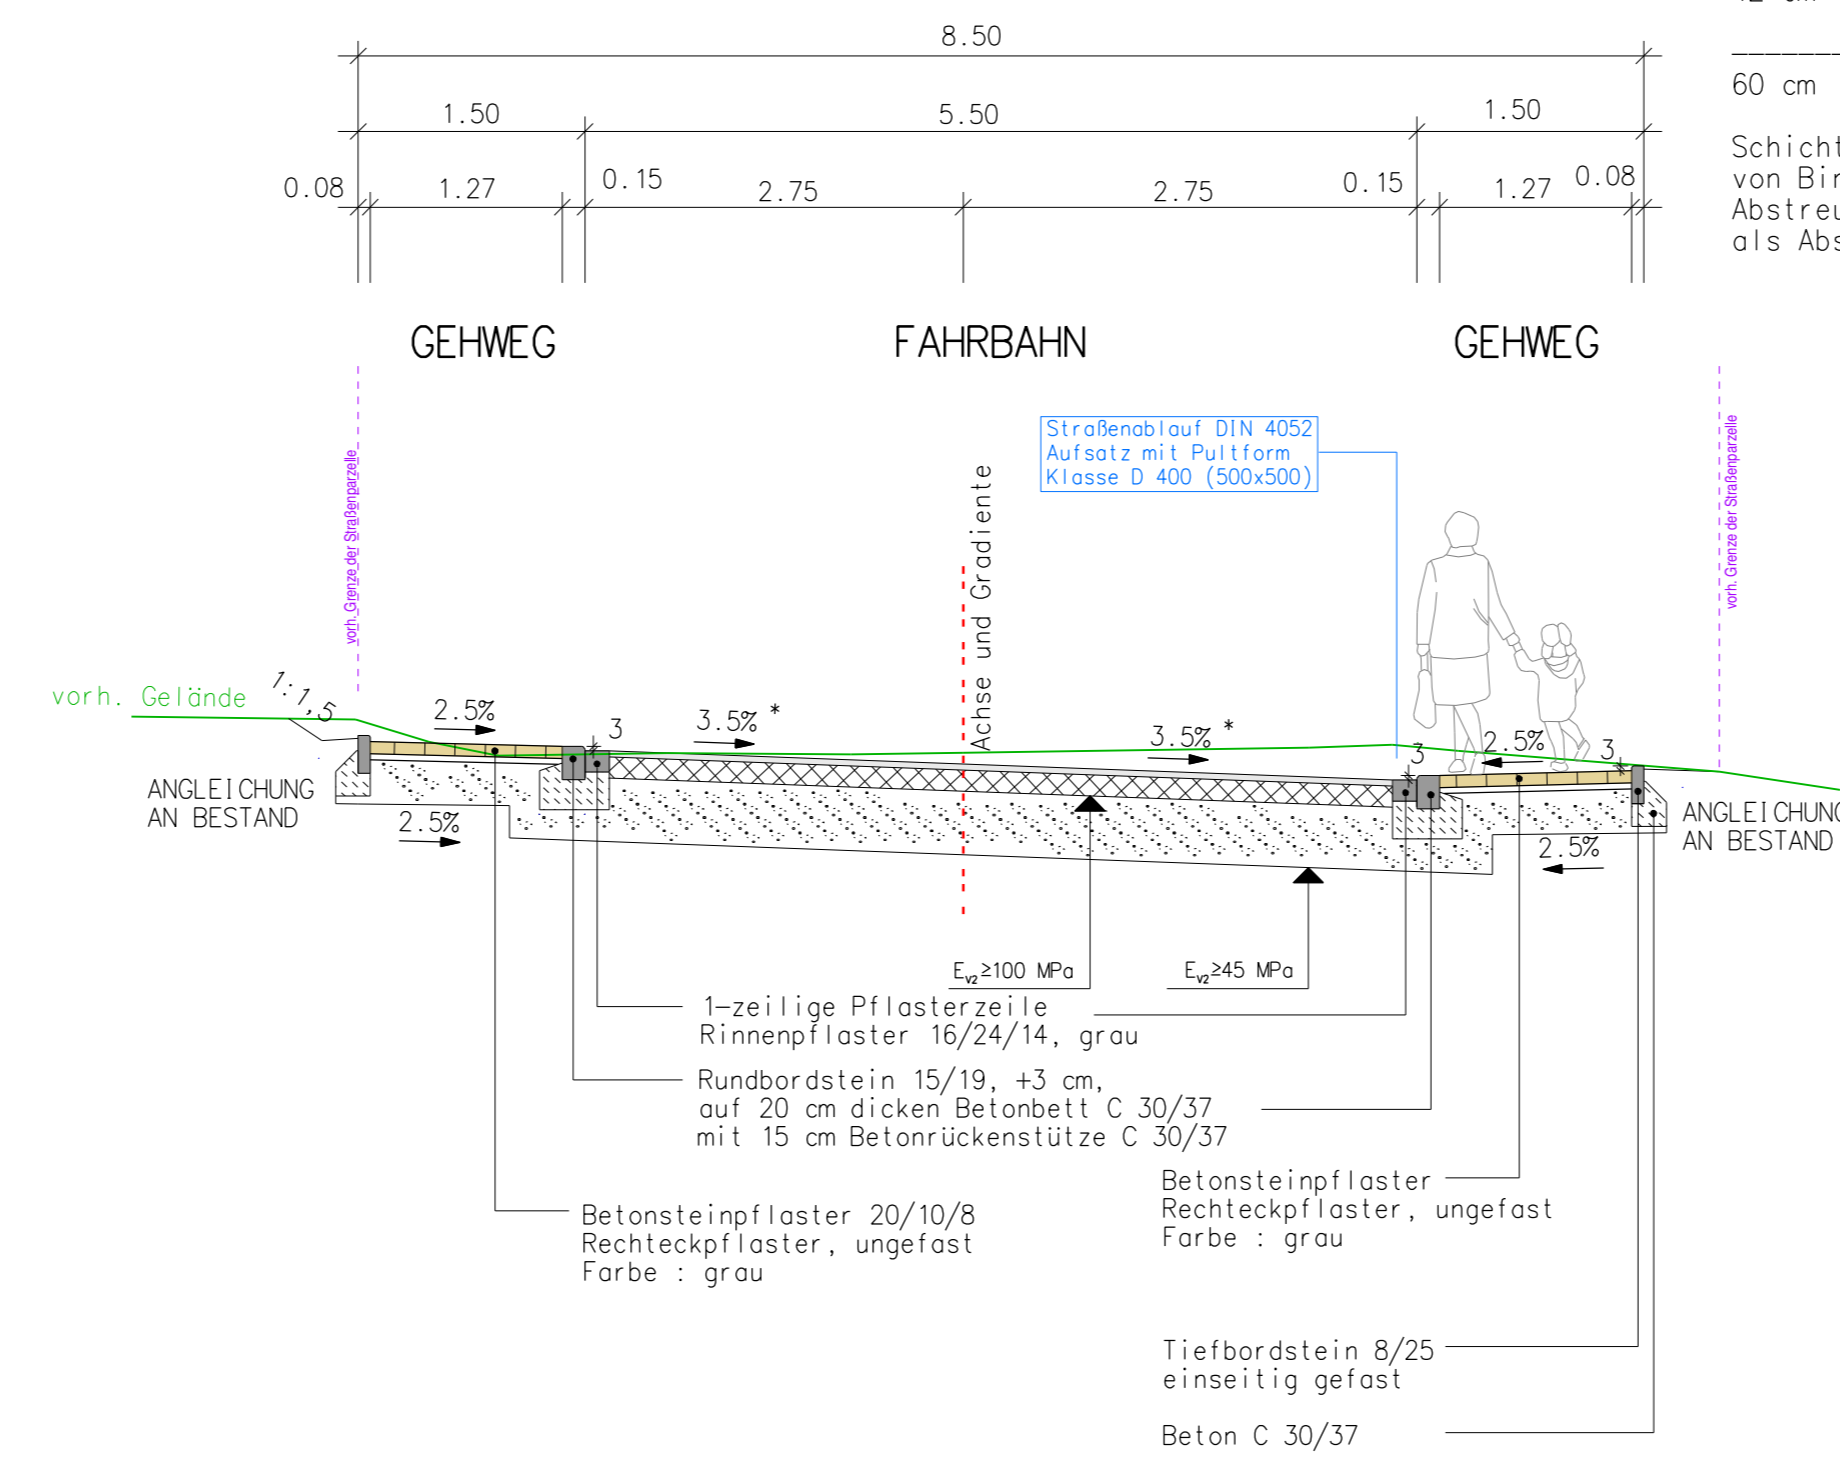 8.50
60 cm
1.50
5.50
1.50
Schicht
von Bin
Abstreu
als Abs
0.08
1.27
0.15
2.75
2.75
0.15
1.27
0.08
GEHWEG
FAHRBAHN
GEHWEG
vorh. Grenze der Straßenparzelle
Straßenablauf DIN 4052
Aufsatz mit Pultform
Klasse D 400 (500x500)
Achse und Gradiente
vorh. Grenze der Straßenparzelle
vorh. Gelände
1:1,5
2.5%
3
3.5% *
3.5% *
3
2.5%
3
ANGLEICHUNG
AN BESTAND
2.5%
ANGLEICHUNG
AN BESTAND
2.5%
Ev2≥100 MPa
Ev2≥45 MPa
1-zeilige Pflasterzeile
Rinnenpflaster 16/24/14, grau
Rundbordstein 15/19, +3 cm,
auf 20 cm dicken Betonbett C 30/37
mit 15 cm Betonrückenstütze C 30/37
Betonsteinpflaster
Rechteckpflaster, ungefast
Farbe : grau
Betonsteinpflaster 20/10/8
Rechteckpflaster, ungefast
Farbe : grau
Tiefbordstein 8/25
einseitig gefast
Beton C 30/37